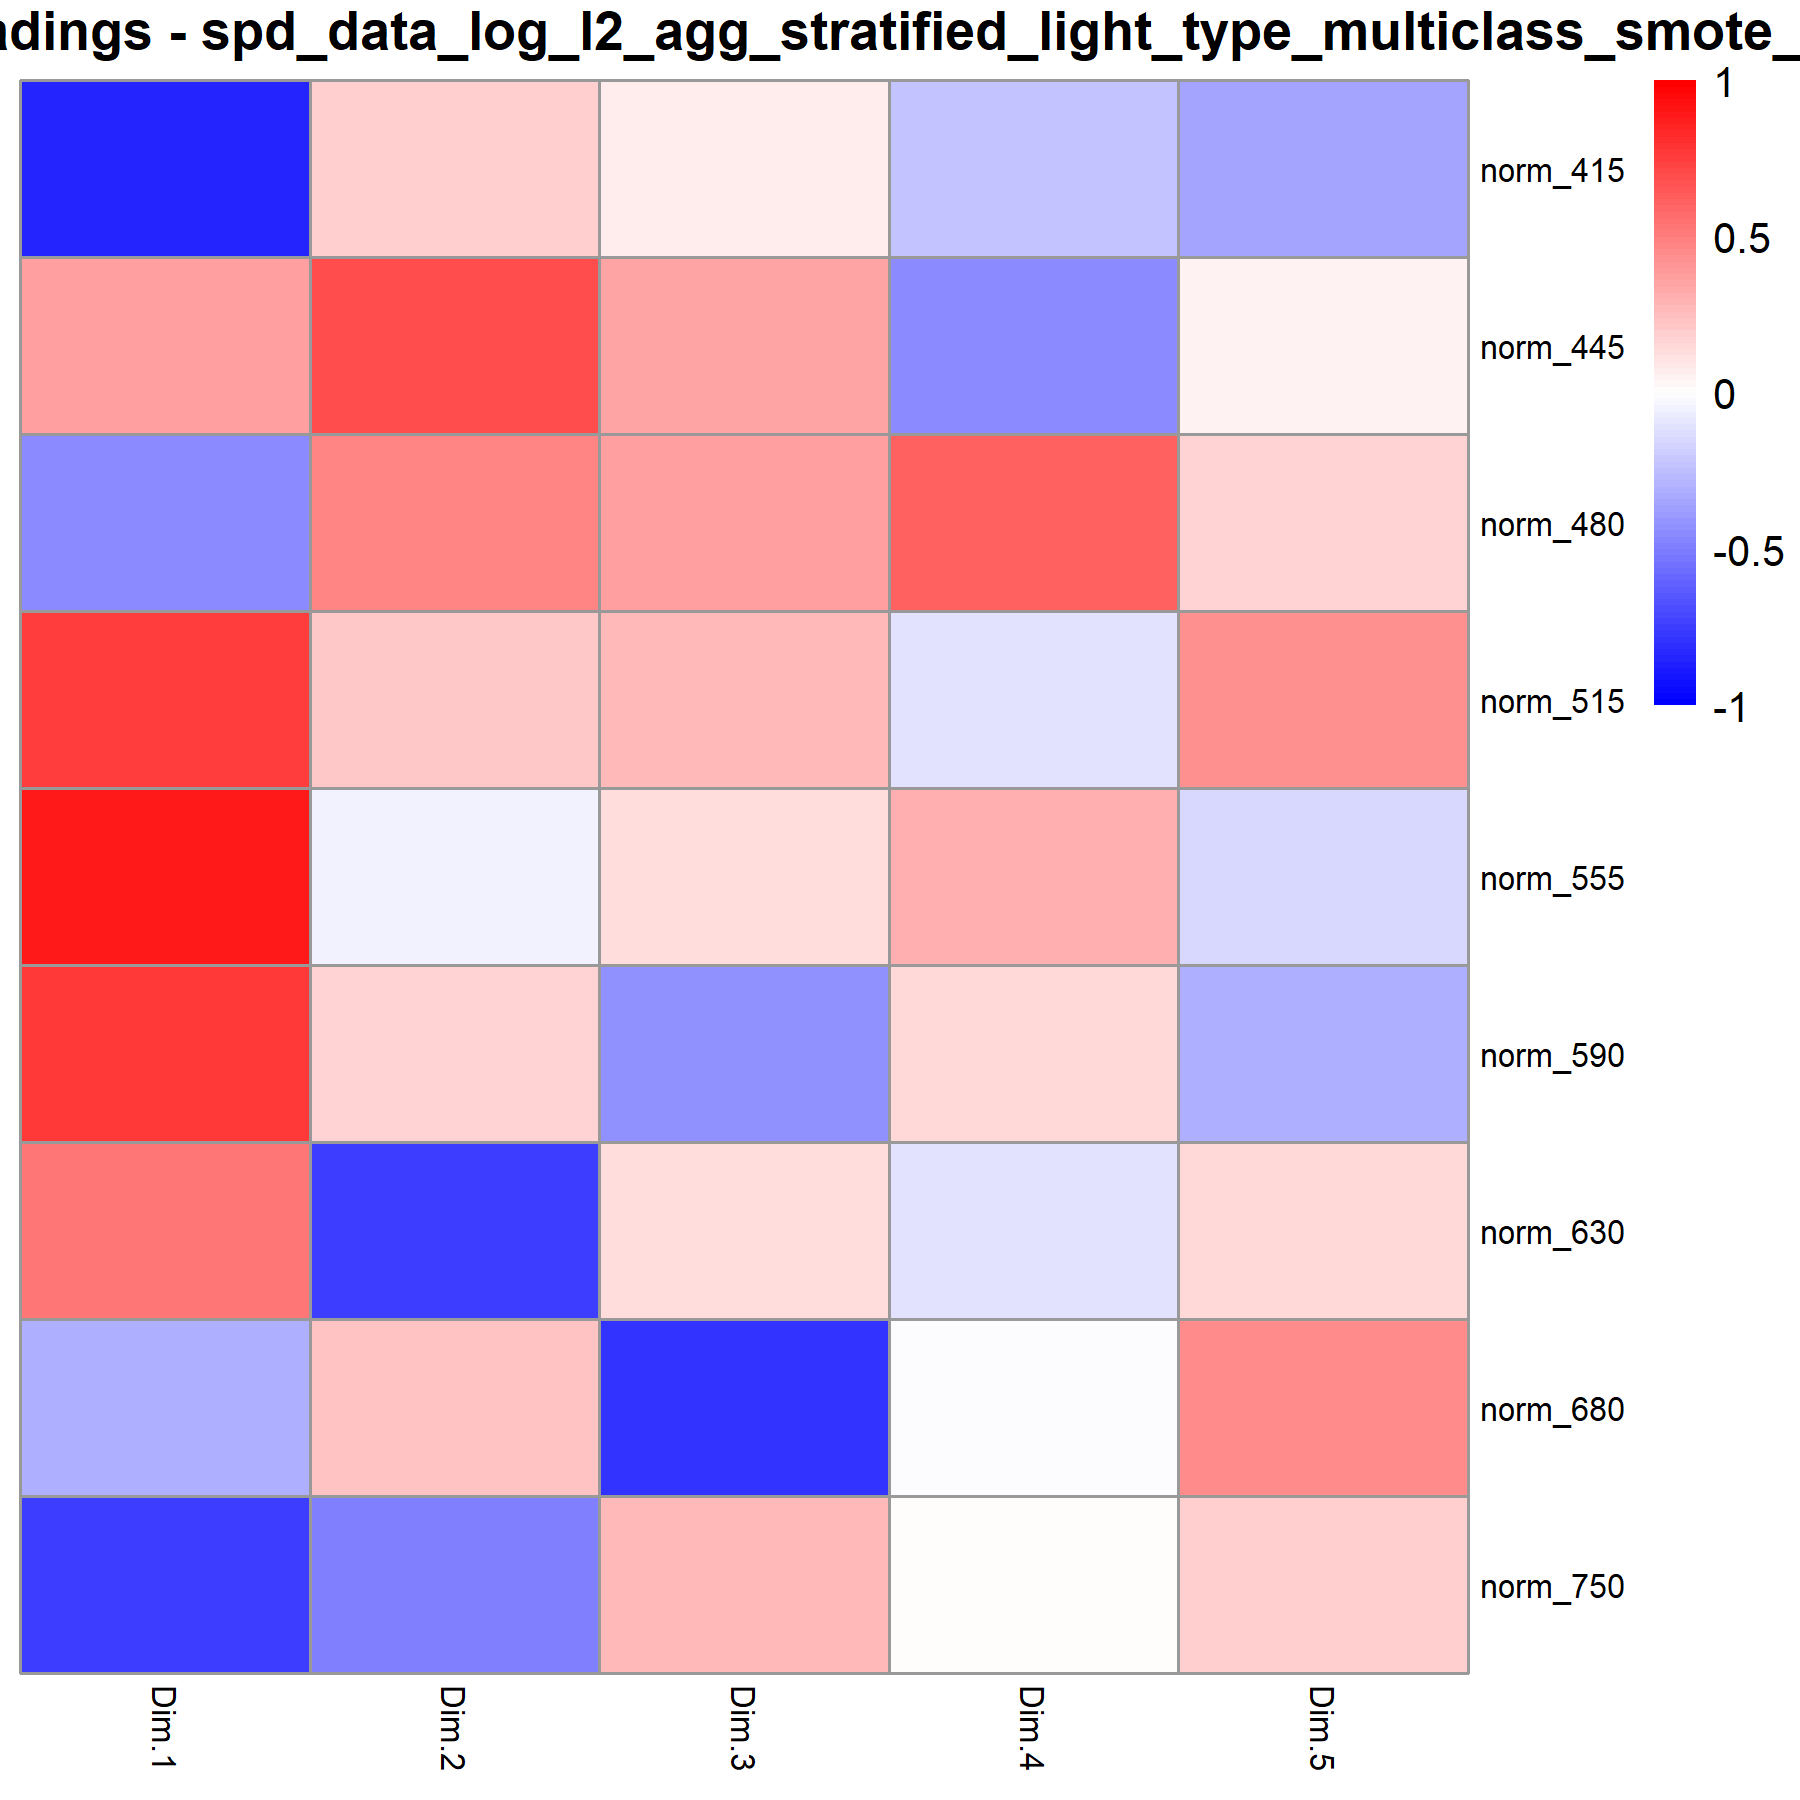 adings - spd_data_log_l2_agg_stratified_light_type_multiclass_smote_
1
0.5
0
-0.5
-1
norm_415
norm_445
norm_480
norm_515
norm_555
norm_590
norm_630
norm_680
norm_750
Dim.1
Dim.2
Dim.3
Dim.4
Dim.5